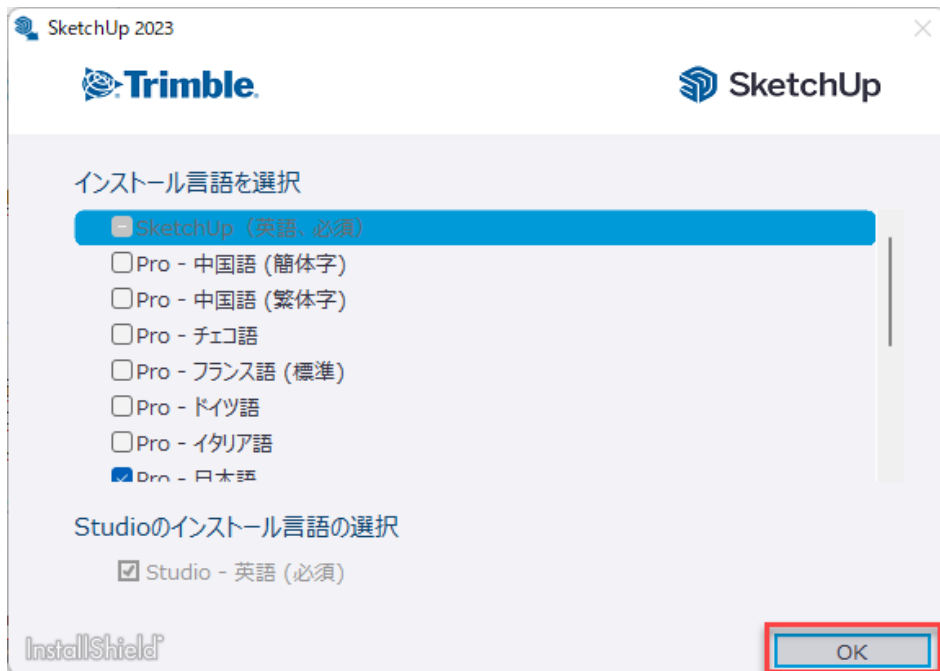 SketchUp 2023
Trimble. SketchUp
インストール言語を選択
SketchUp（英語、必須）
Pro - 中国語 (簡体字)
Pro - 中国語 (繁体字)
Pro - チェコ語
Pro - フランス語 (標準)
Pro - ドイツ語
Pro - イタリア語
Pro - 日本語
Studioのインストール言語の選択
Studio - 英語 (必須)
InstallShield
OK